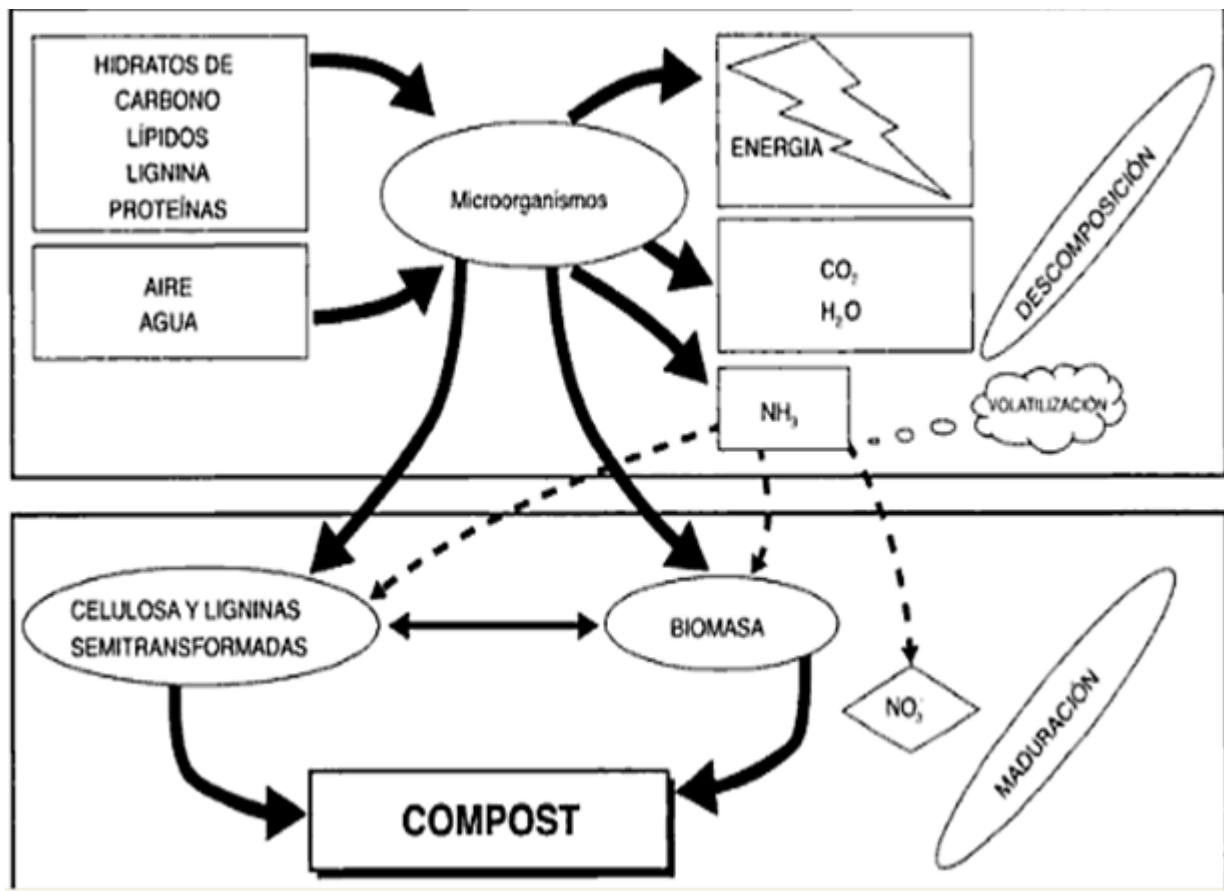 HIDRATOS DE
CARBONO
LÍPIDOS
LIGNINA
PROTEÍNAS
AIRE
AGUA
Microorganismos
ENERGIA
CO₂
H₂O
NH₃
DESCOMPOSICIÓN
VOLATILIZACIÓN
CELULOSA Y LIGNINAS
SEMITRANSFORMADAS
BIOMASA
NO₃⁻
MADURACIÓN
COMPOST